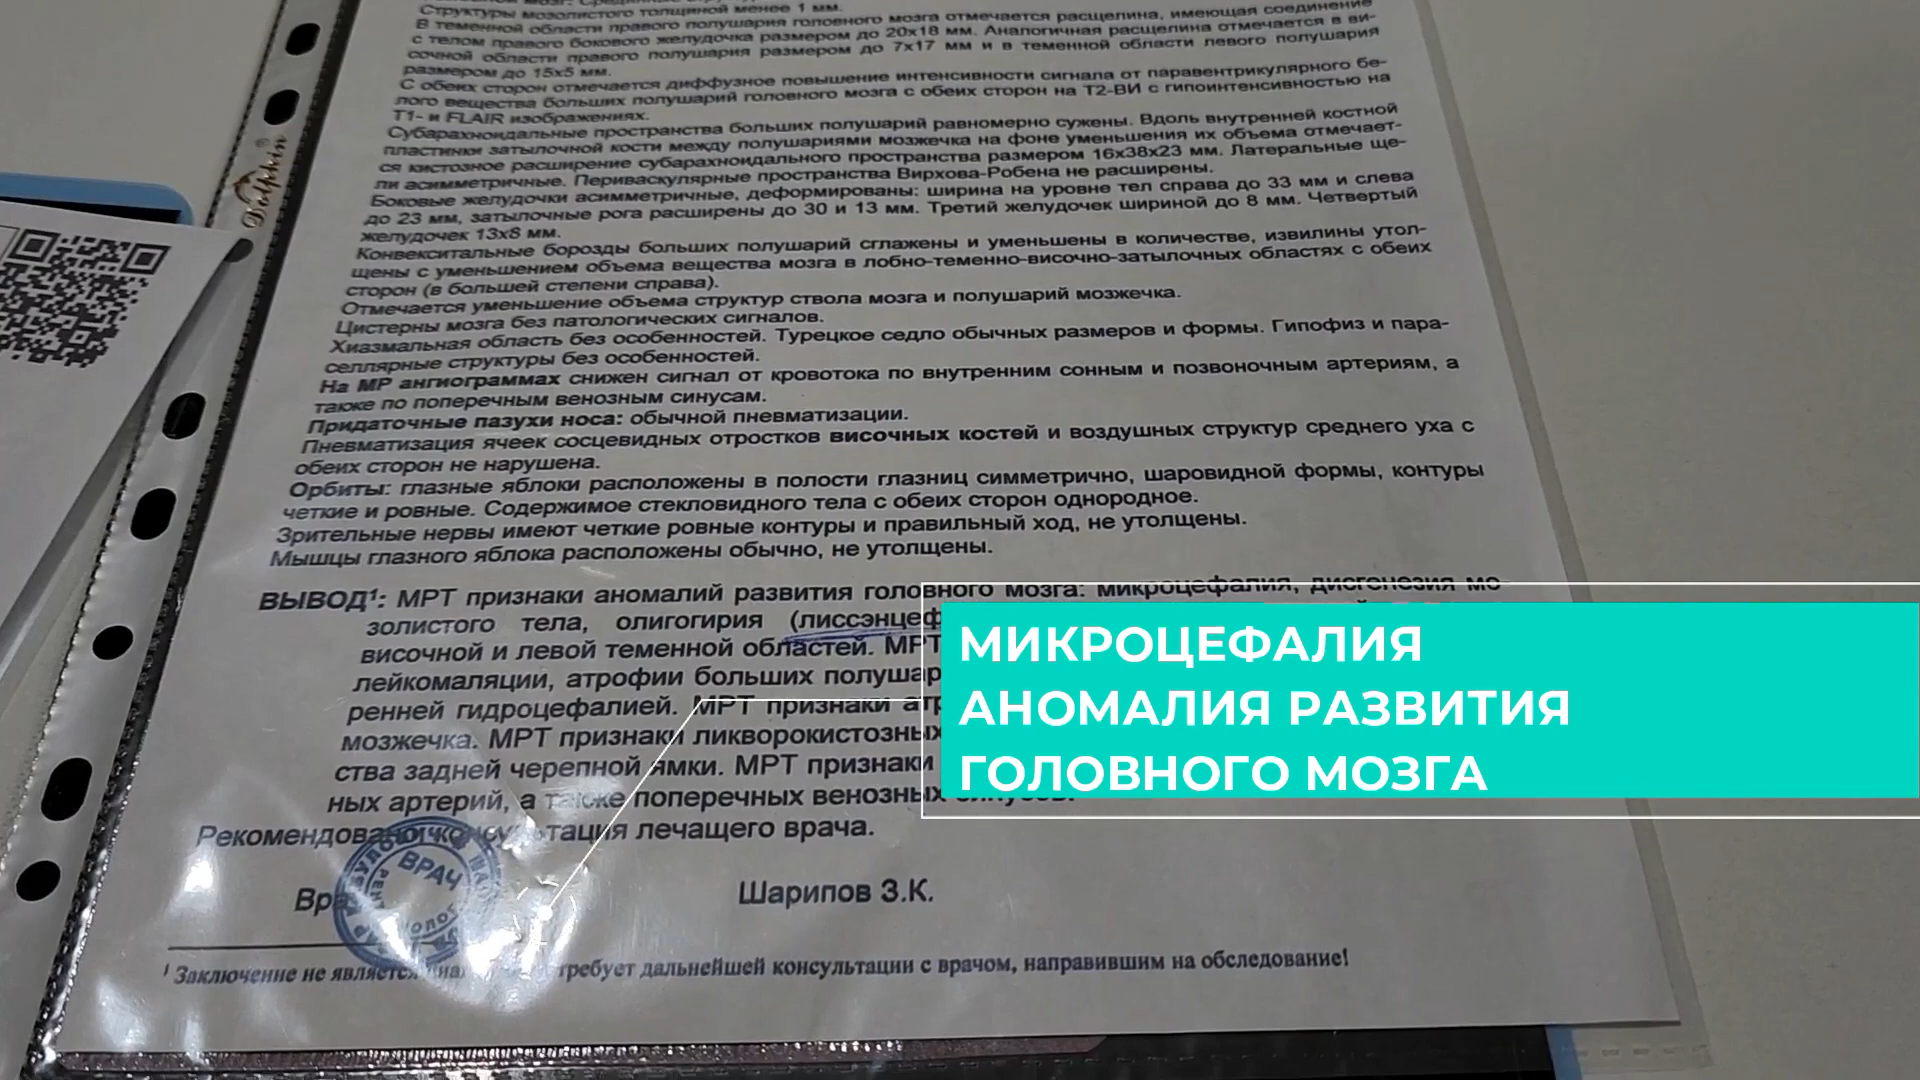 Структуры мозолистого толщиной менее 1 мм.
В теменной области правого полушария головного мозга отмечается расщелина, имеющая соединение
с телом правого бокового желудочка размером до 20х18 мм. Аналогичная расщелина отмечается в ви-
сочной области правого полушария размером до 7х17 мм и в теменной области левого полушария
размером до 15х5 мм.
С обеих сторон отмечается диффузное повышение интенсивности сигнала от паравентрикулярного бе-
лого вещества больших полушарий головного мозга с обеих сторон на Т2-ВИ с гипоинтенсивностью на
Т1- и FLAIR изображениях.
Субарахноидальные пространства больших полушарий равномерно сужены. Вдоль внутренней костной
пластинки затылочной кости между полушариями мозжечка на фоне уменьшения их объема отмечает-
ся кистозное расширение субарахноидального пространства размером 16х38х23 мм. Латеральные ще-
ли асимметричные. Периваскулярные пространства Вирхова-Робена не расширены.
Боковые желудочки асимметричные, деформированы: ширина на уровне тел справа до 33 мм и слева
до 23 мм, затылочные рога расширены до 30 и 13 мм. Третий желудочек шириной до 8 мм. Четвертый
желудочек 13х8 мм.
Конвекситальные борозды больших полушарий сглажены и уменьшены в количестве, извилины утол-
щены с уменьшением объема вещества мозга в лобно-теменно-височно-затылочных областях с обеих
сторон (в большей степени справа).
Отмечается уменьшение объема структур ствола мозга и полушарий мозжечка.
Цистерны мозга без патологических сигналов.
Хиазмальная область без особенностей. Турецкое седло обычных размеров и формы. Гипофиз и пара-
селлярные структуры без особенностей.
На МР ангиограммах снижен сигнал от кровотока по внутренним сонным и позвоночным артериям, а
также по поперечным венозным синусам.
Придаточные пазухи носа: обычной пневматизации.
Пневматизация ячеек сосцевидных отростков височных костей и воздушных структур среднего уха с
обеих сторон не нарушена.
Орбиты: глазные яблоки расположены в полости глазниц симметрично, шаровидной формы, контуры
четкие и ровные. Содержимое стекловидного тела с обеих сторон однородное.
Зрительные нервы имеют четкие ровные контуры и правильный ход, не утолщены.
Мышцы глазного яблока расположены обычно, не утолщены.
ВЫВОД¹: МРТ признаки аномалий развития головного мозга: микроцефалия, дисгенезия мо-
золистого тела, олигогирия (лиссэнцеф
височной и левой теменной областей. МРТ
лейкомаляции, атрофии больших полушар
ренней гидроцефалией. МРТ признаки атр
мозжечка. МРТ признаки ликворокистозных
ства задней черепной ямки. МРТ признаки
ных артерий, а также поперечных венозных синусов.
Рекомендована консультация лечащего врача.
Шарипов З.К.
ВРАЧ
¹ Заключение не является требует дальнейшей консультации с врачом, направившим на обследование!
Dolphin ®
МИКРОЦЕФАЛИЯ
АНОМАЛИЯ РАЗВИТИЯ
ГОЛОВНОГО МОЗГА